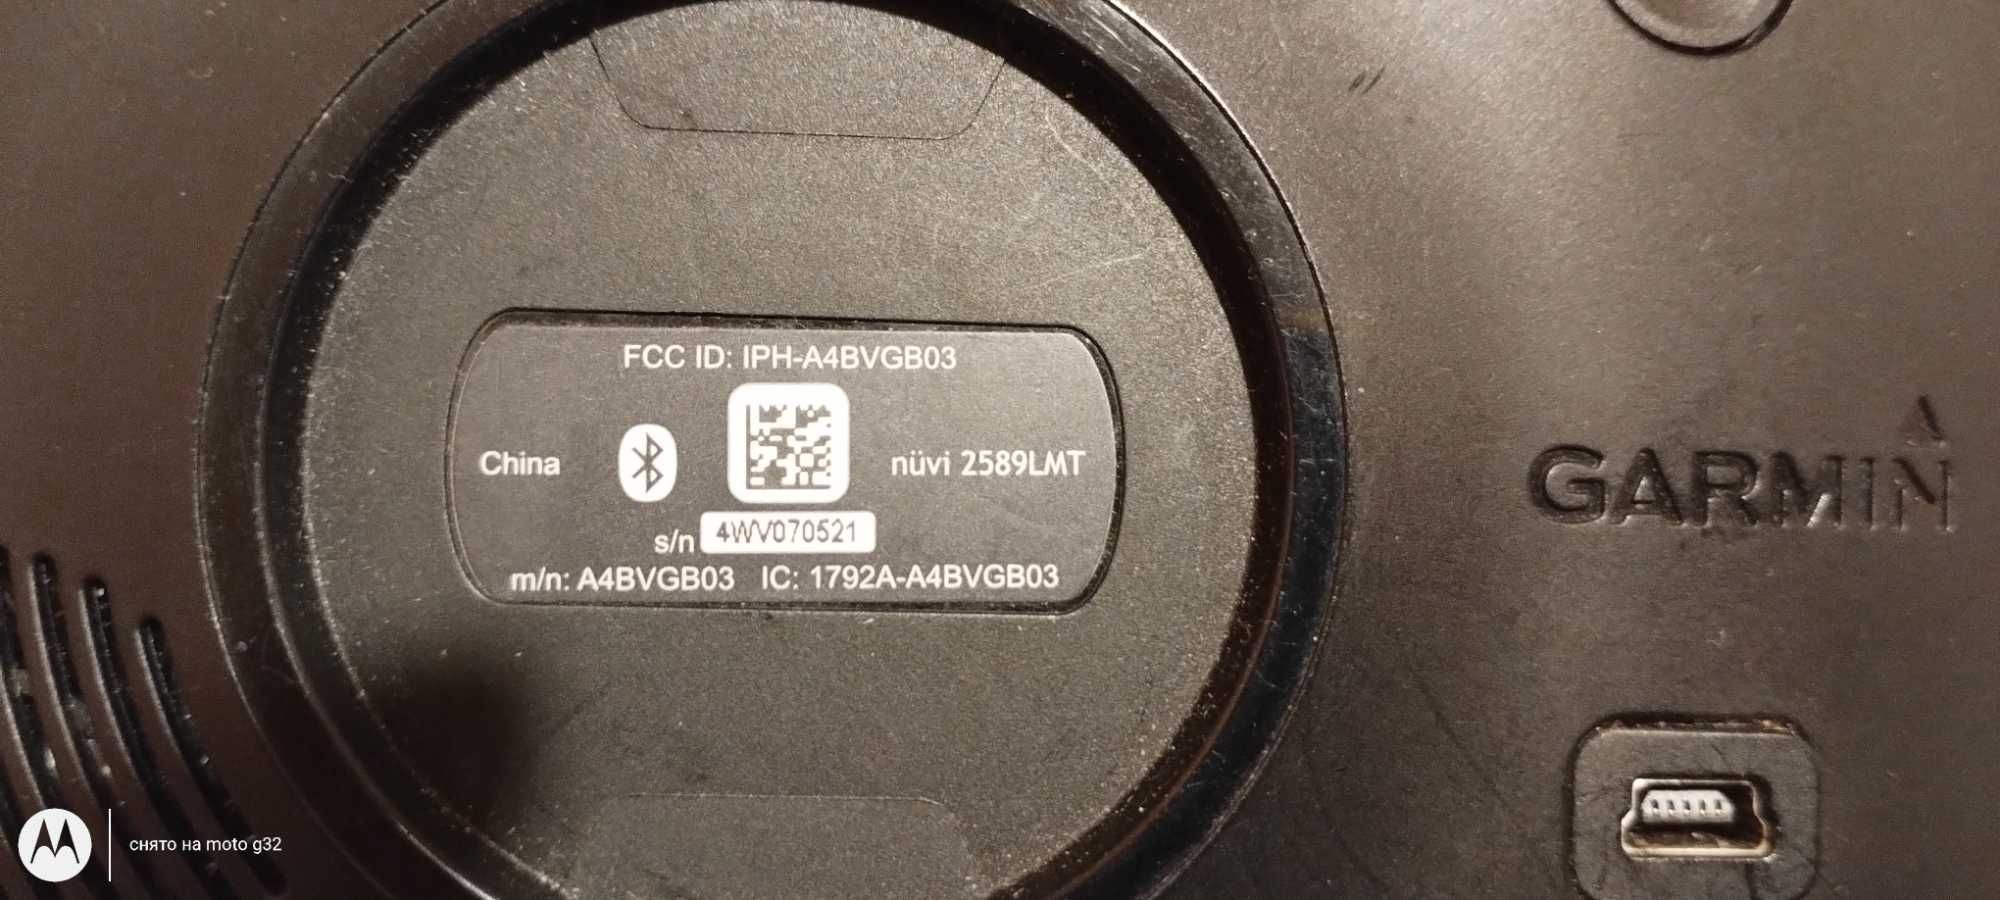 FCC ID: IPH-A4BVGB03
China
nüvi 2589LMT
s/n 4WV070521
m/n: A4BVGB03 IC: 1792A-A4BVGB03
GARMIN
снято на moto g32